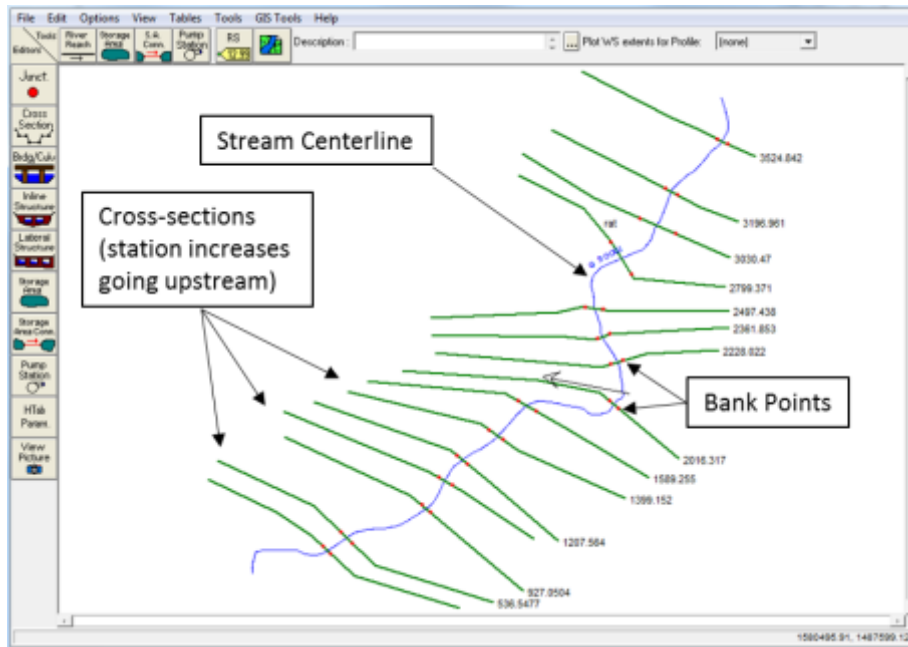 File Edit Options View Tables Tools GIS Tools Help
Tools
Editors
River
Reach
Storage
Area
S.A.
Conn.
Pump
Station
RS
Description :
...
Plot WS extents for Profile:
(none)
Junct.
Cross
Section
Brdg/Culv
Inline
Structure
Lateral
Structure
Storage
Area
Storage
Area Conn.
Pump
Station
HTab
Param.
View
Picture
Stream Centerline
Cross-sections
(station increases
going upstream)
Bank Points
3524.842
3196.961
3030.47
2799.371
2497.438
2361.853
2228.022
2016.317
1589.255
1399.152
1207.564
927.0504
536.5477
1580495.91, 1487599.12